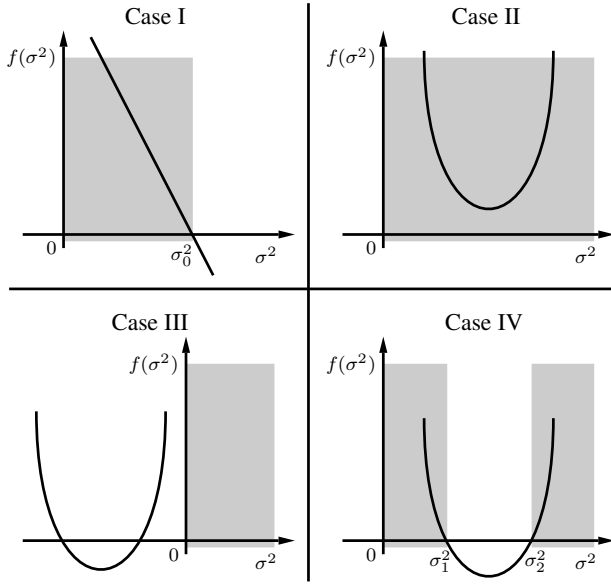 Case I
f(σ²)
0
σ₀²
σ²
Case II
f(σ²)
0
σ²
Case III
f(σ²)
0
σ²
Case IV
f(σ²)
0
σ₁²
σ₂²
σ²